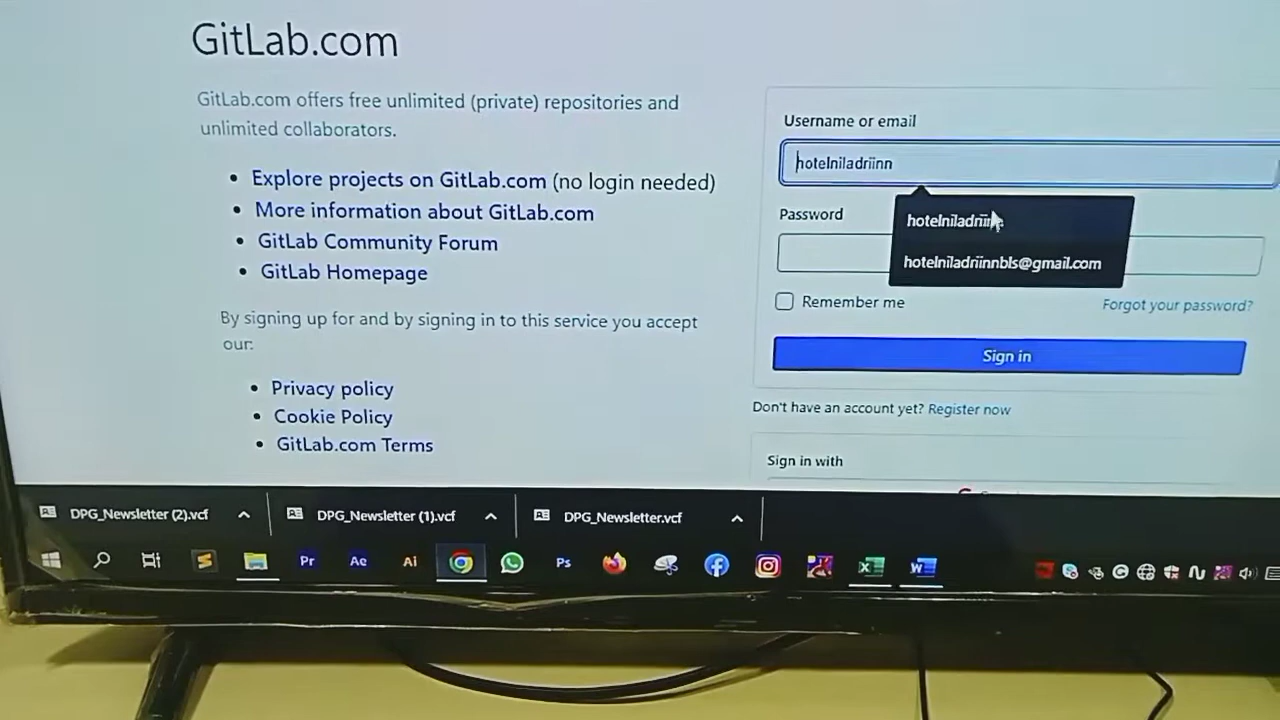 GitLab.com
GitLab.com offers free unlimited (private) repositories and
unlimited collaborators.
Explore projects on GitLab.com (no login needed)
More information about GitLab.com
GitLab Community Forum
GitLab Homepage
By signing up for and by signing in to this service you accept
our:
Privacy policy
Cookie Policy
GitLab.com Terms
Username or email
hotelniladriinn
Password
hotelniladriinn
hotelniladriinnbls@gmail.com
Remember me
Forgot your password?
Sign in
Don't have an account yet? Register now
Sign in with
DPG_Newsletter (2).vcf
DPG_Newsletter (1).vcf
DPG_Newsletter.vcf
Pr
Ae
Ai
Ps